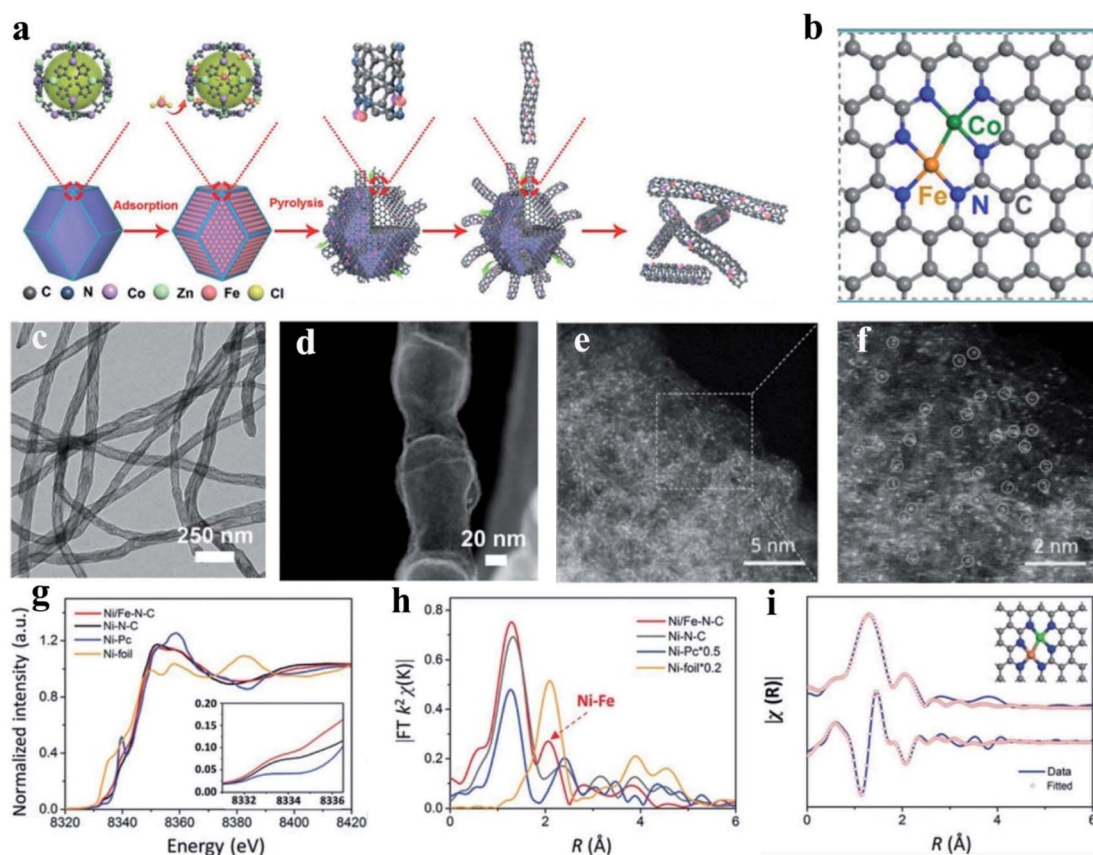 a
Adsorption
Pyrolysis
C N Co Zn Fe Cl
b
Co
Fe N C
c
250 nm
d
20 nm
e
5 nm
f
2 nm
g
Normalized intensity (a.u.)
1.2
0.8
0.4
0.0
Ni/Fe-N-C
Ni-N-C
Ni-Pc
Ni-foil
0.20
0.15
0.10
0.05
0.00
8332 8334 8336
8320 8360 8380 8400 8420
Energy (eV)
h
|FT k² χ(K)|
0.8
0.6
0.4
0.2
0.0
Ni/Fe-N-C
Ni-N-C
Ni-Pc*0.5
Ni-foil*0.2
Ni-Fe
0 2 4 6
R (Å)
i
|χ (R)|
Data
Fitted
0 2 4 6
R (Å)